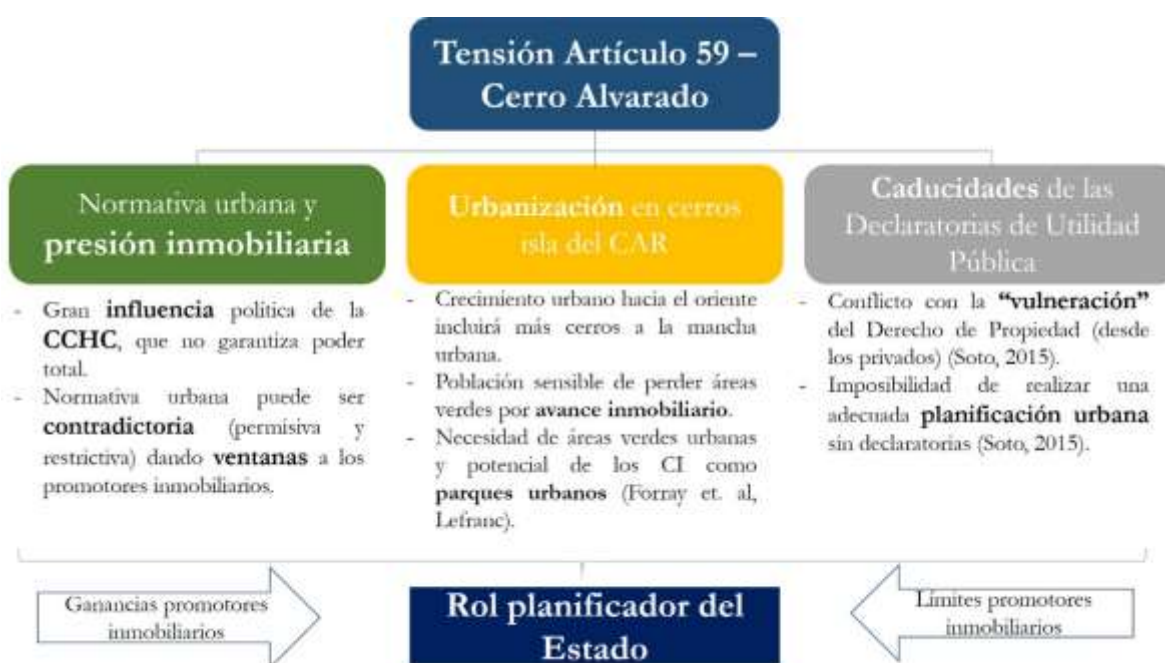 Tensión Artículo 59 –
Cerro Alvarado
Normativa urbana y
presión inmobiliaria
- Gran influencia política de la
CCHC, que no garantiza poder
total.
- Normativa urbana puede ser
contradictoria (permisiva y
restrictiva) dando ventanas a los
promotores inmobiliarios.
Urbanización en cerros
isla del CAR
- Crecimiento urbano hacia el oriente
incluirá más cerros a la mancha
urbana.
- Población sensible de perder áreas
verdes por avance inmobiliario.
- Necesidad de áreas verdes urbanas
y potencial de los CI como
parques urbanos (Forray et. al,
Lefranc).
Caducidades de las
Declaratorias de Utilidad
Pública
- Conflicto con la “vulneración”
del Derecho de Propiedad (desde
los privados) (Soto, 2015).
- Imposibilidad de realizar una
adecuada planificación urbana
sin declaratorias (Soto, 2015).
Ganancias promotores
inmobiliarios
Rol planificador del
Estado
Límites promotores
inmobiliarios